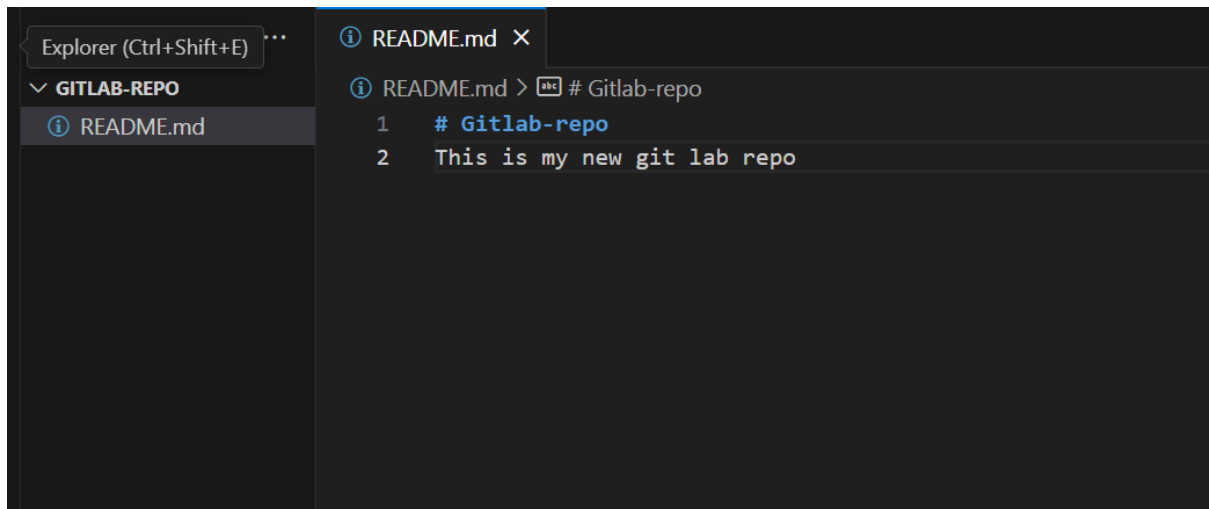 Explorer (Ctrl+Shift+E) ...
GITLAB-REPO
README.md
README.md
README.md > abc # Gitlab-repo
1 # Gitlab-repo
2 This is my new git lab repo